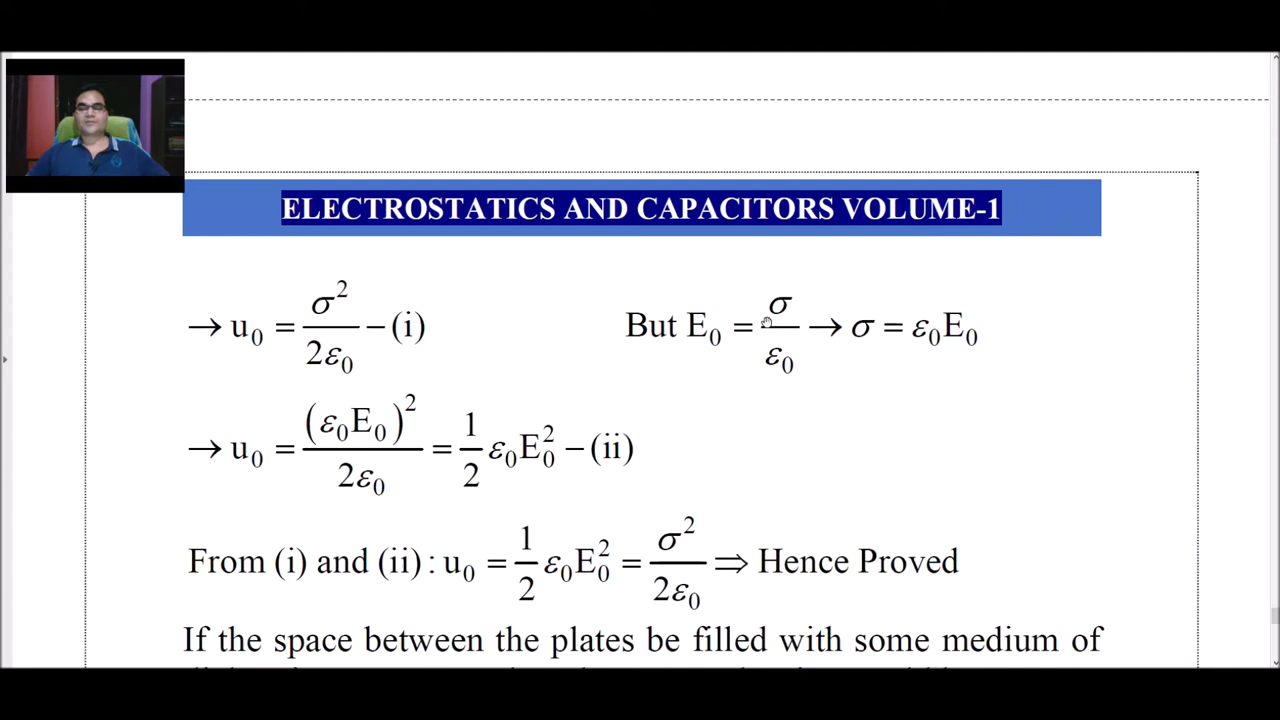 ELECTROSTATICS AND CAPACITORS VOLUME-1
→ u₀ = σ²/2ε₀ – (i) But E₀ = σ/ε₀ → σ = ε₀E₀
→ u₀ = (ε₀E₀)²/2ε₀ = 1/2 ε₀E₀² – (ii)
From (i) and (ii) : u₀ = 1/2 ε₀E₀² = σ²/2ε₀ ⇒ Hence Proved
If the space between the plates be filled with some medium of